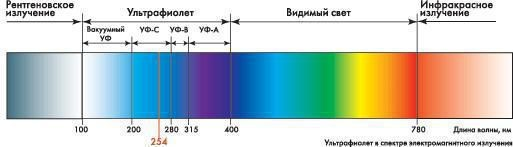 Рентгеновское излучение
Ультрафиолет
Видимый свет
Инфракрасное излучение
Вакуумный УФ
УФ-С
УФ-В
УФ-А
100
200
254
280
315
400
780
Длина волны, нм
Ультрафиолет в спектре электромагнитного излучения